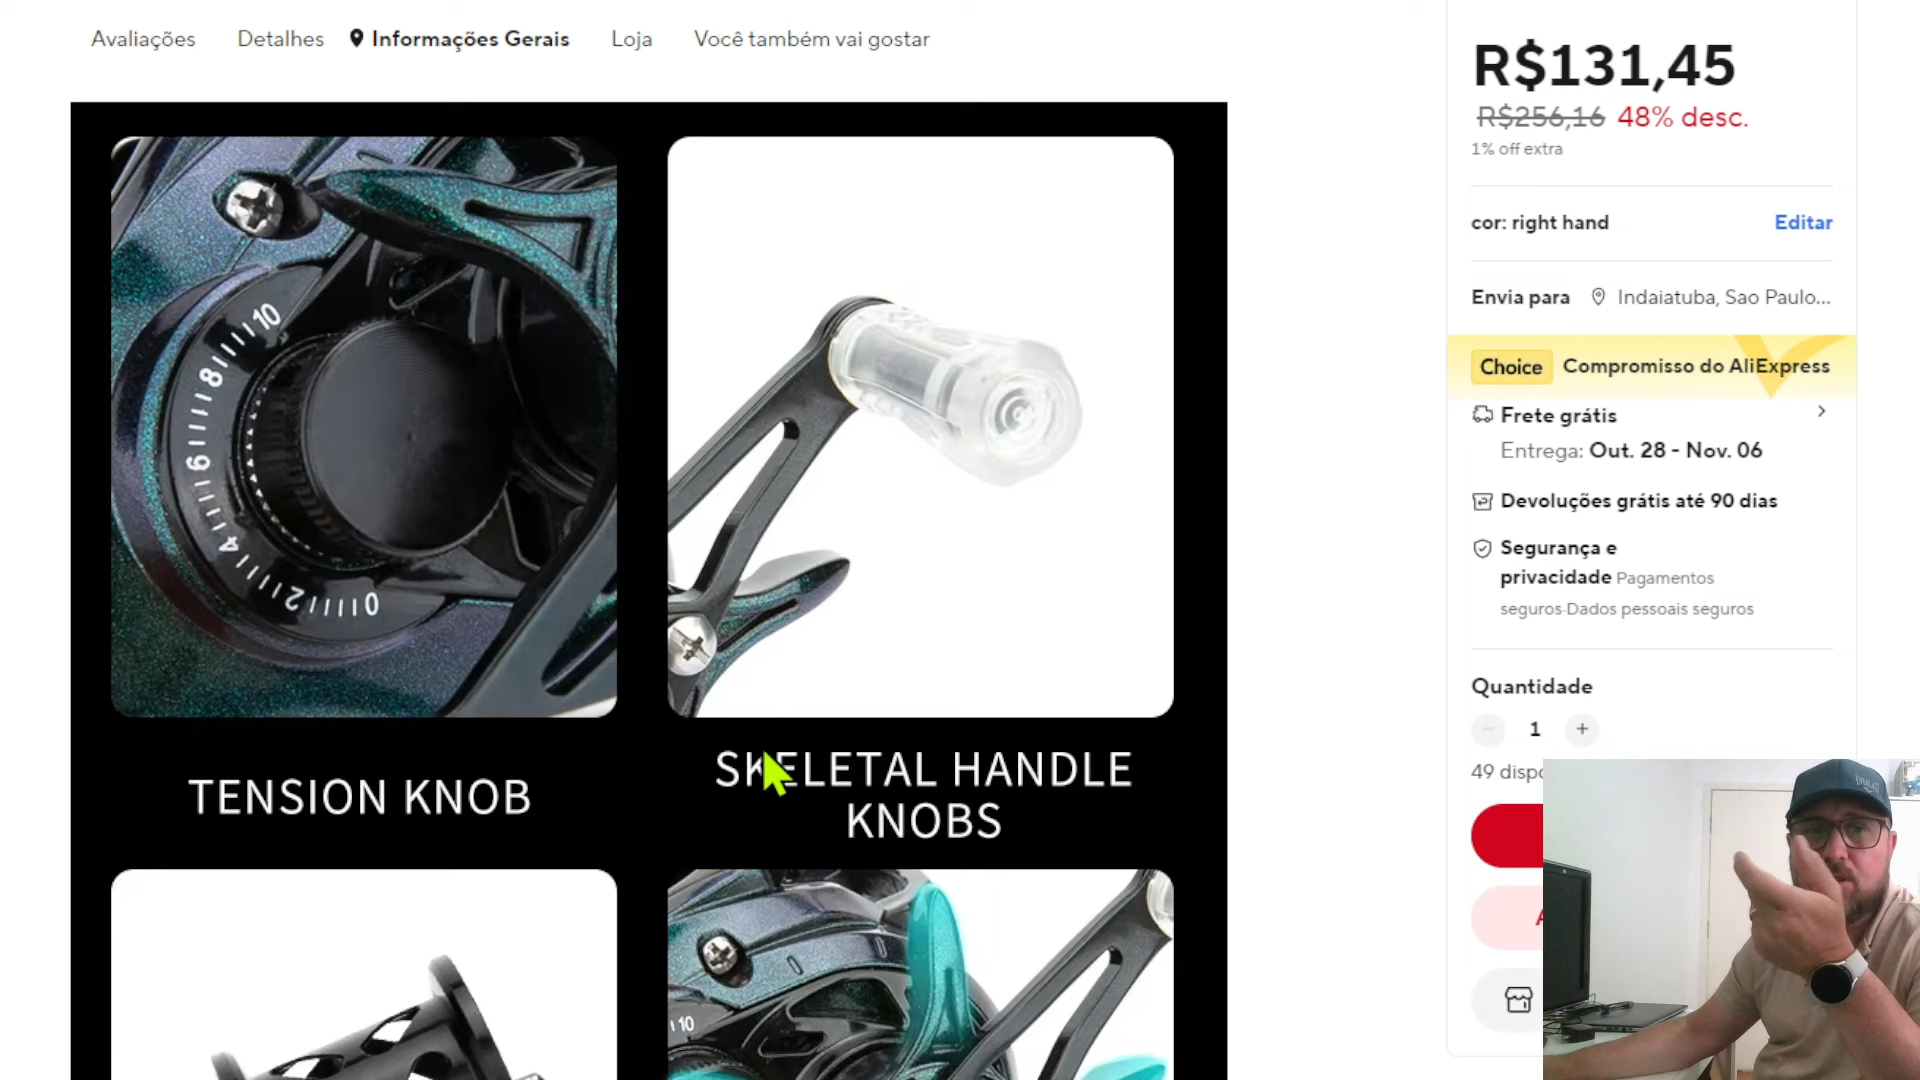 Avaliações Detalhes Informações Gerais Loja Você também vai gostar
R$131,45
R$256,16 48% desc.
1% off extra
cor: right hand Editar
Envia para Indaiatuba, Sao Paulo...
Choice Compromisso do AliExpress
Frete grátis
Entrega: Out. 28 - Nov. 06
Devoluções grátis até 90 dias
Segurança e
privacidade Pagamentos
seguros·Dados pessoais seguros
Quantidade
1
49 dispo
10
8
6
4
2
0
TENSION KNOB
SKELETAL HANDLE
KNOBS
10